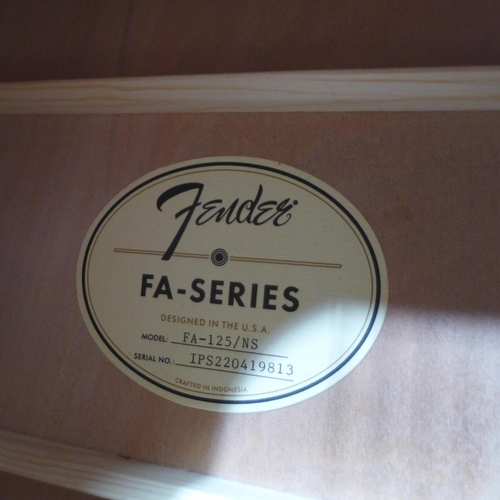 Fender
FA-SERIES
DESIGNED IN THE U.S.A.
MODEL: FA-125/NS
SERIAL NO.: IPS220419813
CRAFTED IN INDONESIA